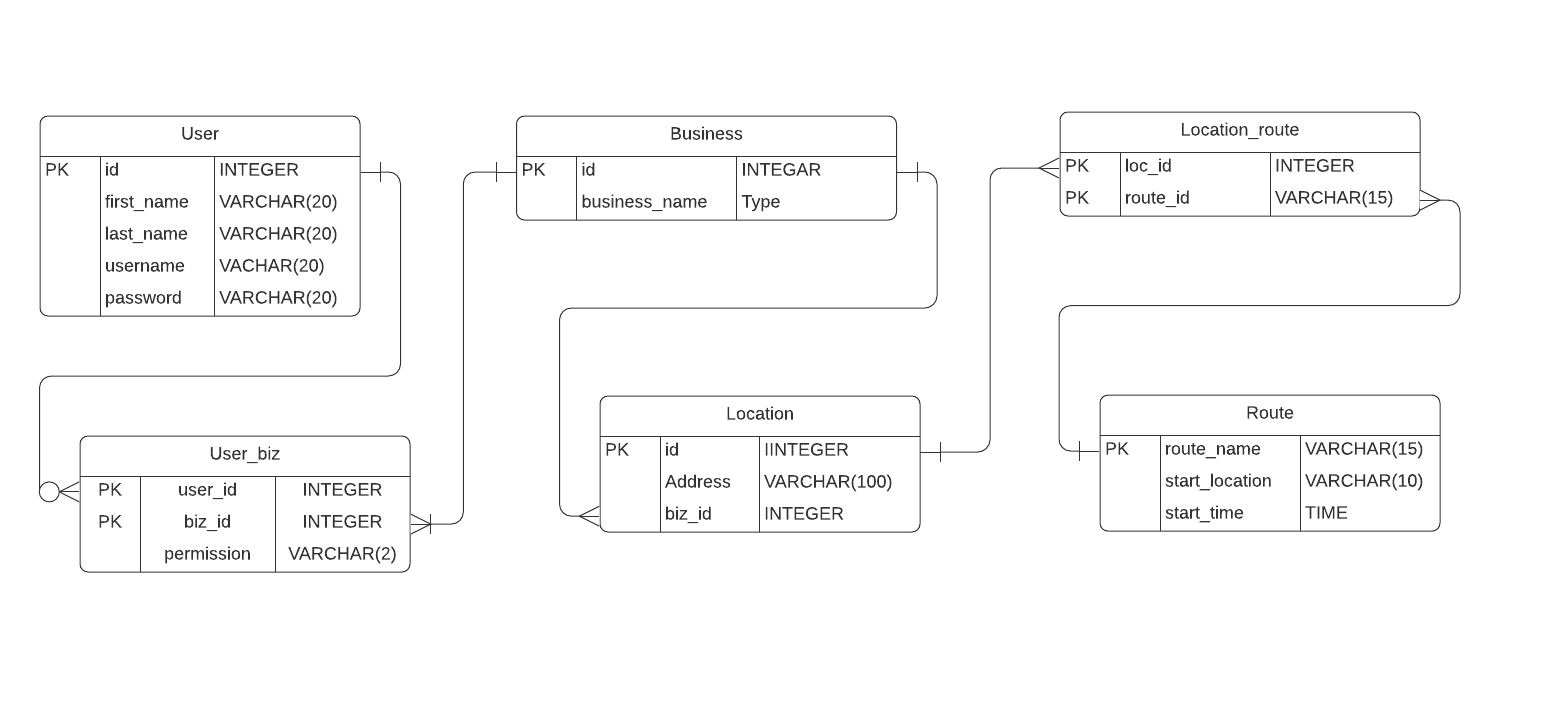 User
PK id INTEGER
first_name VARCHAR(20)
last_name VARCHAR(20)
username VACHAR(20)
password VARCHAR(20)
Business
PK id INTEGAR
business_name Type
Location_route
PK loc_id INTEGER
PK route_id VARCHAR(15)
User_biz
PK user_id INTEGER
PK biz_id INTEGER
permission VARCHAR(2)
Location
PK id IINTEGER
Address VARCHAR(100)
biz_id INTEGER
Route
PK route_name VARCHAR(15)
start_location VARCHAR(10)
start_time TIME